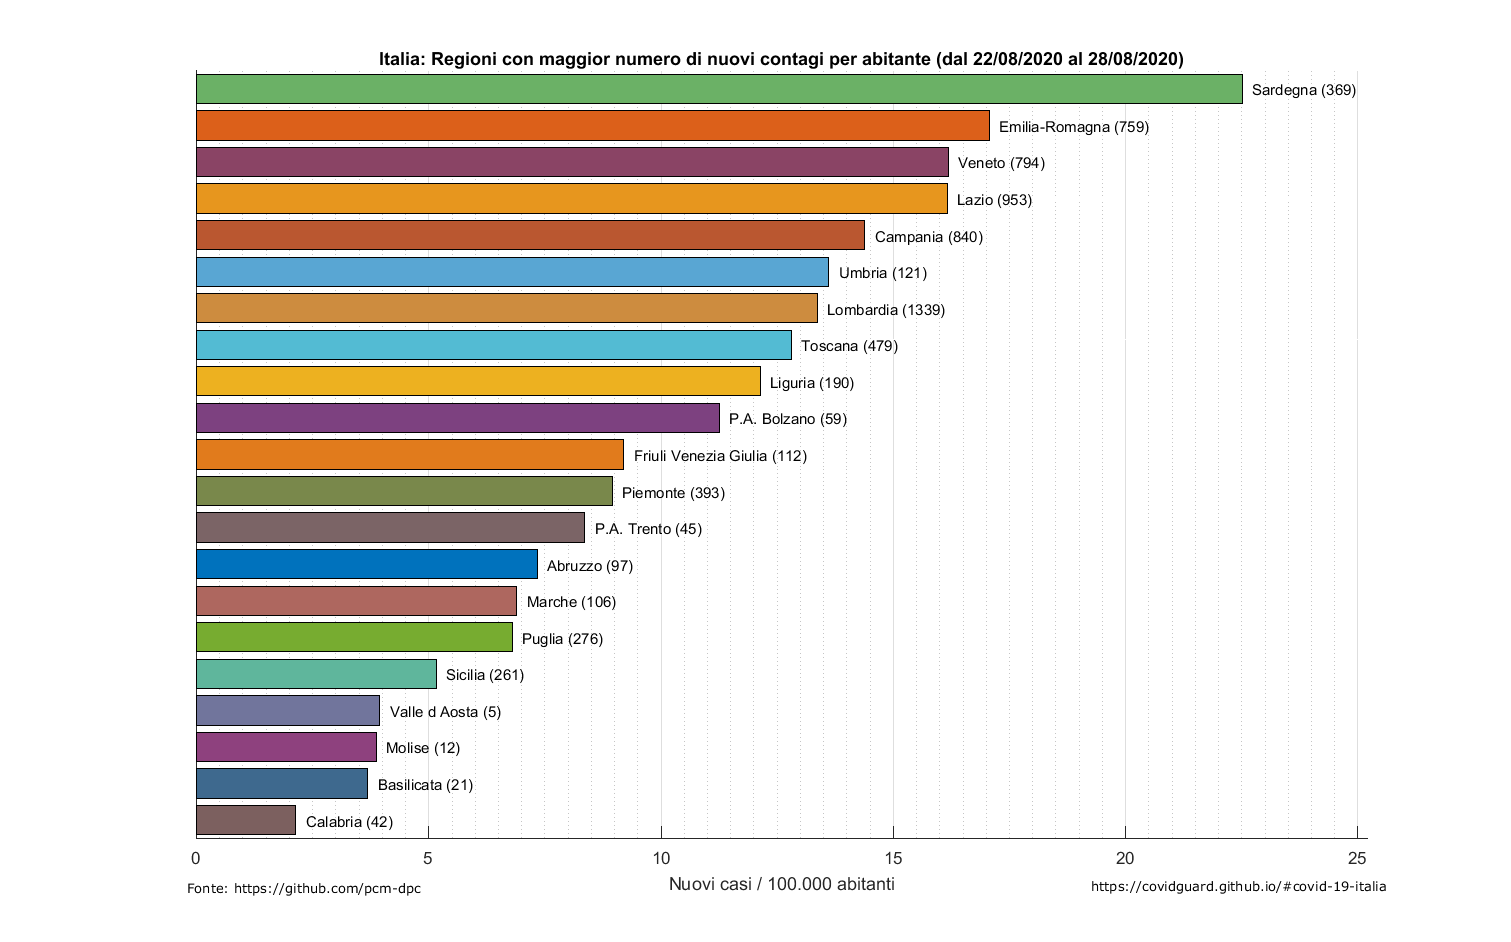 Italia: Regioni con maggior numero di nuovi contagi per abitante (dal 22/08/2020 al 28/08/2020)
Sardegna (369)
Emilia-Romagna (759)
Veneto (794)
Lazio (953)
Campania (840)
Umbria (121)
Lombardia (1339)
Toscana (479)
Liguria (190)
P.A. Bolzano (59)
Friuli Venezia Giulia (112)
Piemonte (393)
P.A. Trento (45)
Abruzzo (97)
Marche (106)
Puglia (276)
Sicilia (261)
Valle d Aosta (5)
Molise (12)
Basilicata (21)
Calabria (42)
0 5 10 15 20 25
Nuovi casi / 100.000 abitanti
Fonte: https://github.com/pcm-dpc
https://covidguard.github.io/#covid-19-italia